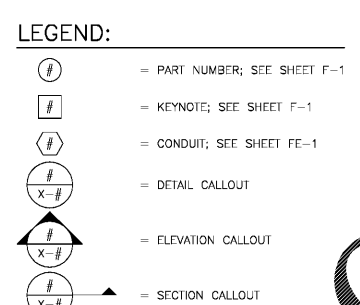 LEGEND:
# = PART NUMBER; SEE SHEET F-1
# = KEYNOTE; SEE SHEET F-1
# = CONDUIT; SEE SHEET FE-1
#
X-# = DETAIL CALLOUT
#
X-# = ELEVATION CALLOUT
#
X-# = SECTION CALLOUT